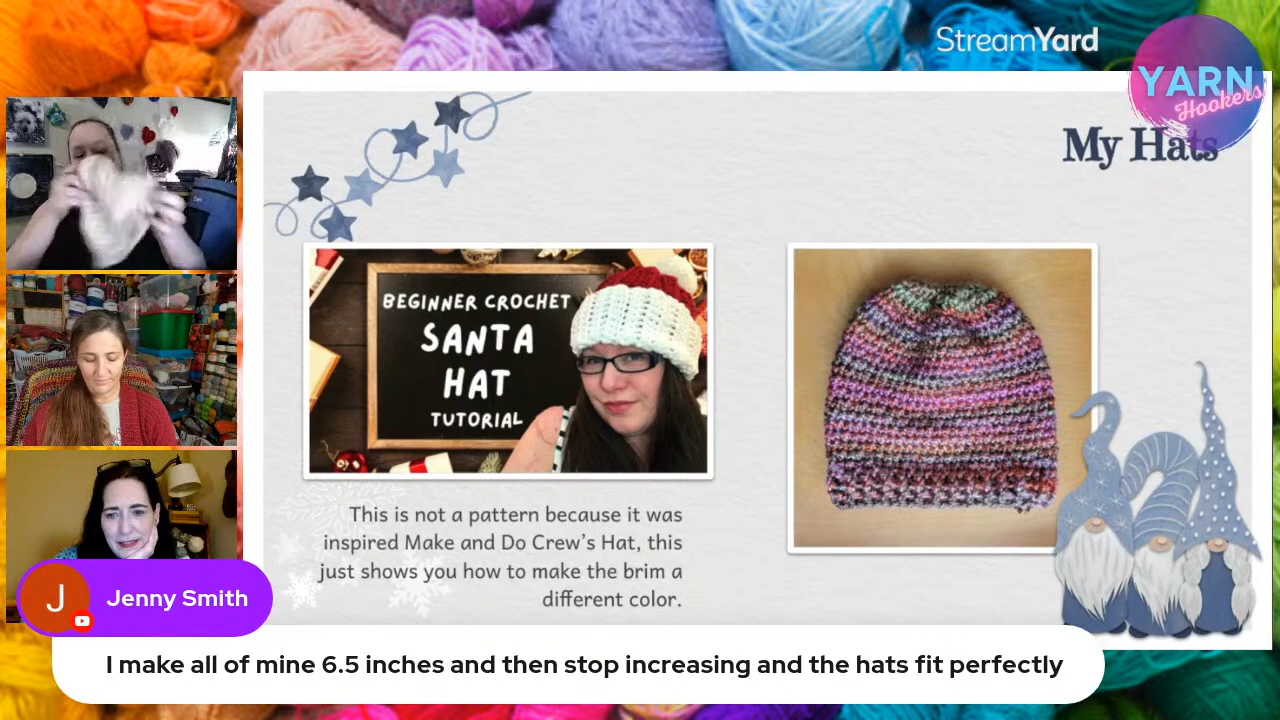 StreamYard
YARN
Hookers
My Hats
BEGINNER CROCHET
SANTA
HAT
TUTORIAL
This is not a pattern because it was
inspired Make and Do Crew's Hat, this
just shows you how to make the brim a
different color.
J
Jenny Smith
I make all of mine 6.5 inches and then stop increasing and the hats fit perfectly